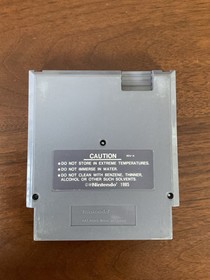 CAUTION
REV-A
•DO NOT STORE IN EXTREME TEMPERATURES.
•DO NOT IMMERSE IN WATER.
•DO NOT CLEAN WITH BENZENE, THINNER,
ALCOHOL OR OTHER SUCH SOLVENTS.
©Nintendo 1985